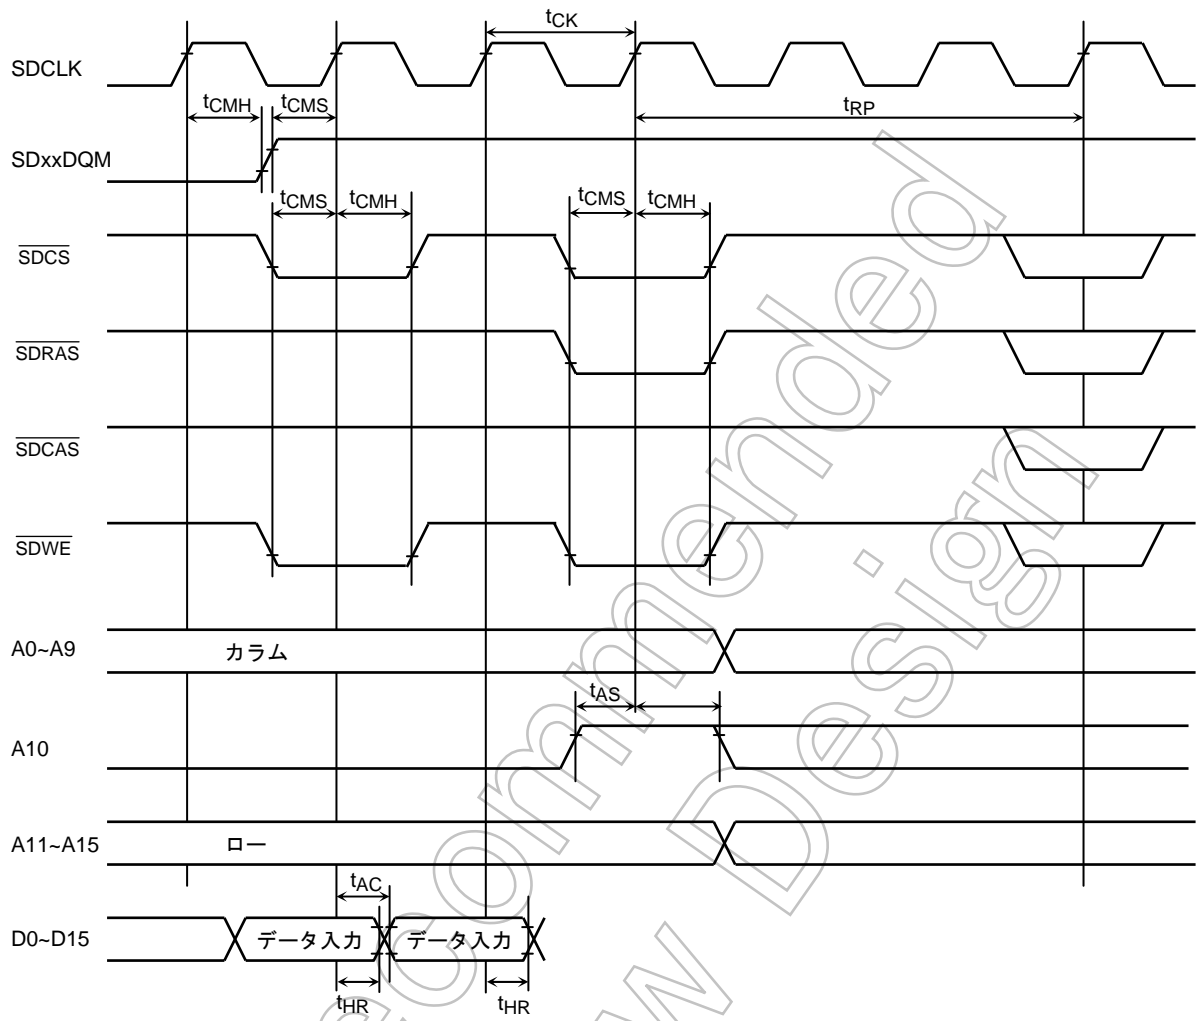 tCK
SDCLK
tCMH tCMS tRP
SDxxDQM
tCMS tCMH tCMS tCMH
SDCS
SDRAS
SDCAS
SDWE
A0~A9 カラム
tAS
A10
A11~A15 ロー
tAC
D0~D15 データ入力 データ入力
tHR tHR
ecommended
w Design